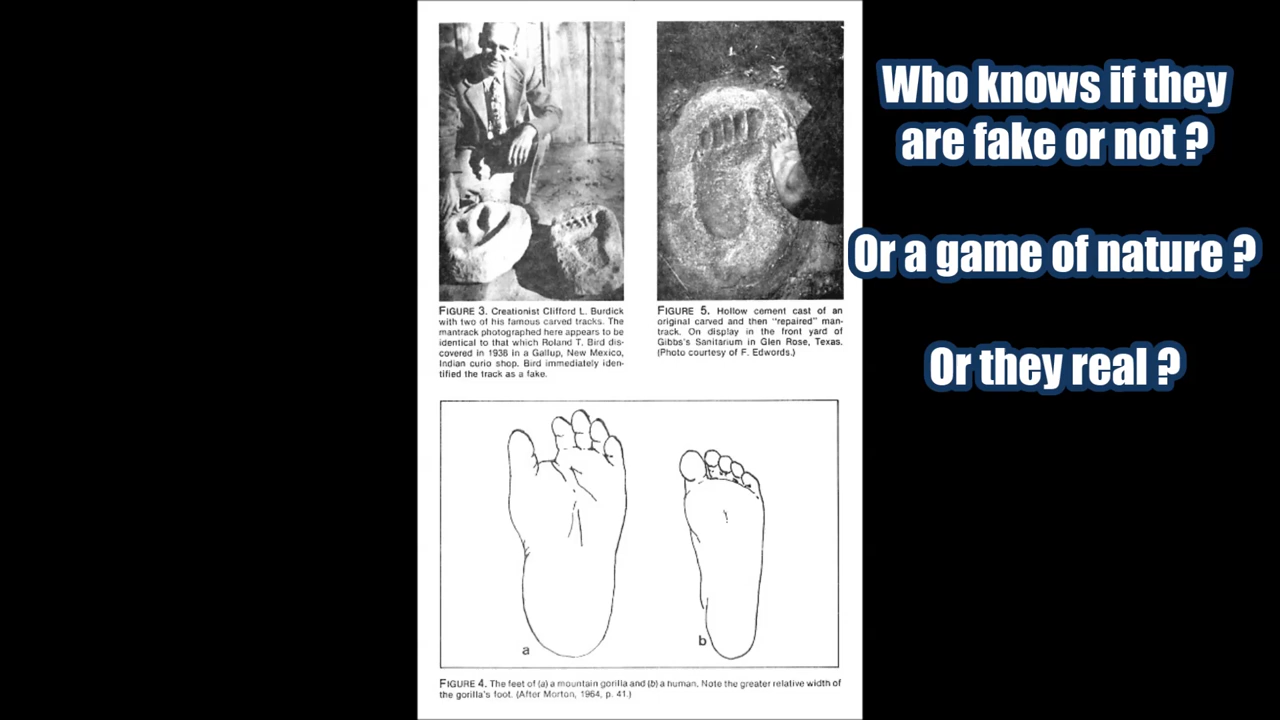 FIGURE 3. Creationist Clifford L. Burdick
with two of his famous carved tracks. The
mantrack photographed here appears to be
identical to that which Roland T. Bird dis-
covered in 1938 in a Gallup, New Mexico,
Indian curio shop. Bird immediately iden-
tified the track as a fake.
FIGURE 5. Hollow cement cast of an
original carved and then "repaired" man-
track. On display in the front yard of
Gibbs's Sanitarium in Glen Rose, Texas.
(Photo courtesy of F. Edwords.)
a
b
FIGURE 4. The feet of (a) a mountain gorilla and (b) a human. Note the greater relative width of
the gorilla's foot. (After Morton, 1964, p. 41.)
Who knows if they
are fake or not ?
Or a game of nature ?
Or they real ?